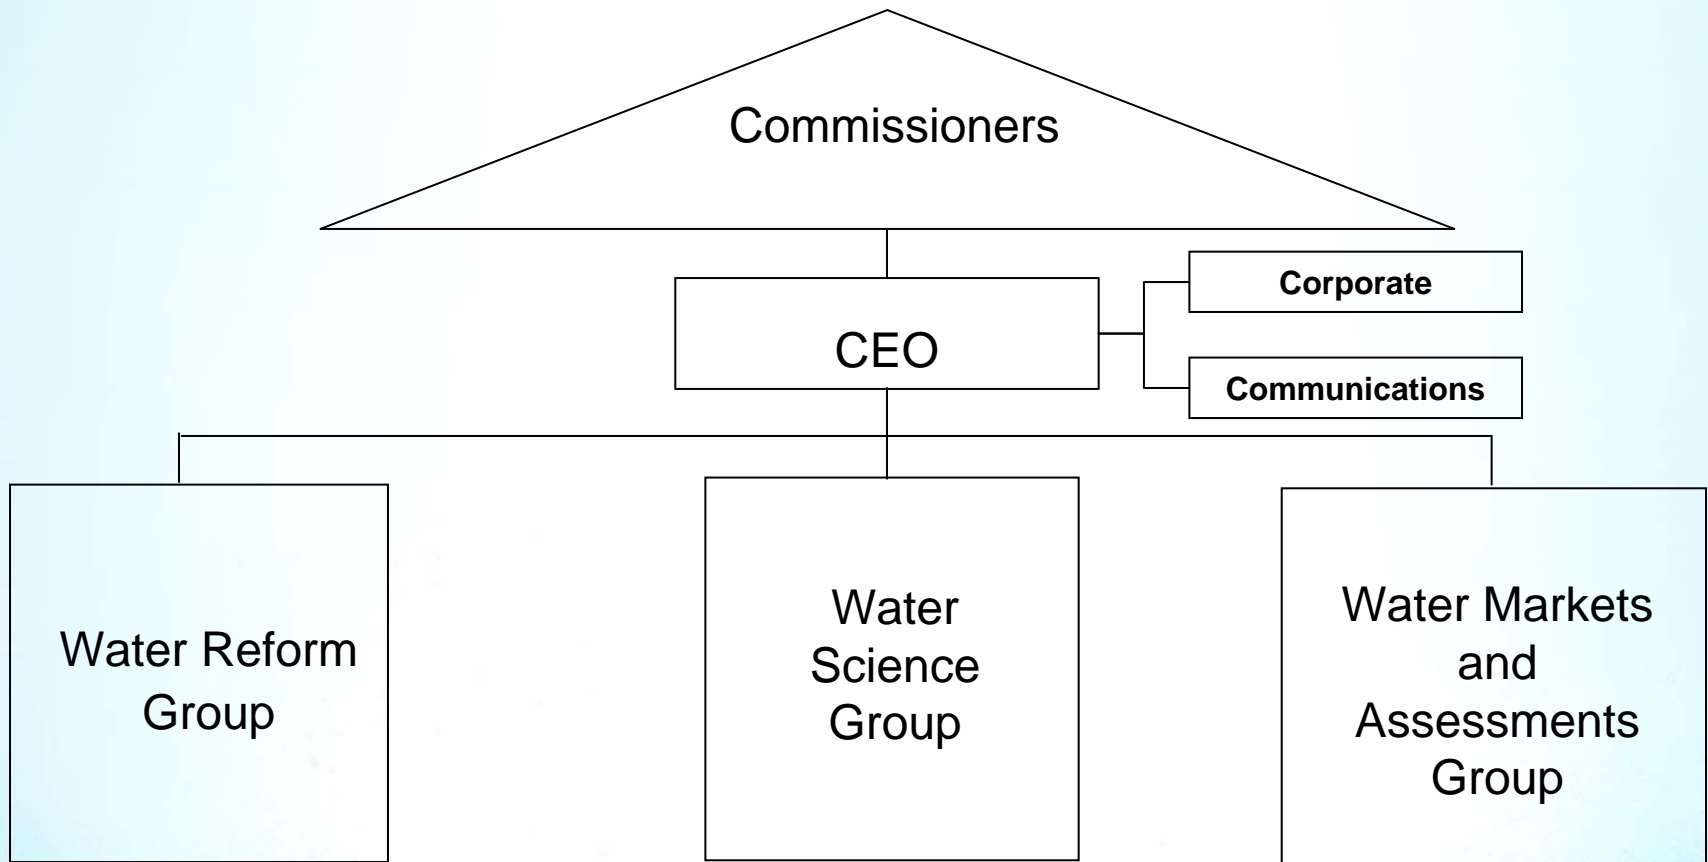 Commissioners
CEO
Corporate
Communications
Water Reform
Group
Water
Science
Group
Water Markets
and
Assessments
Group